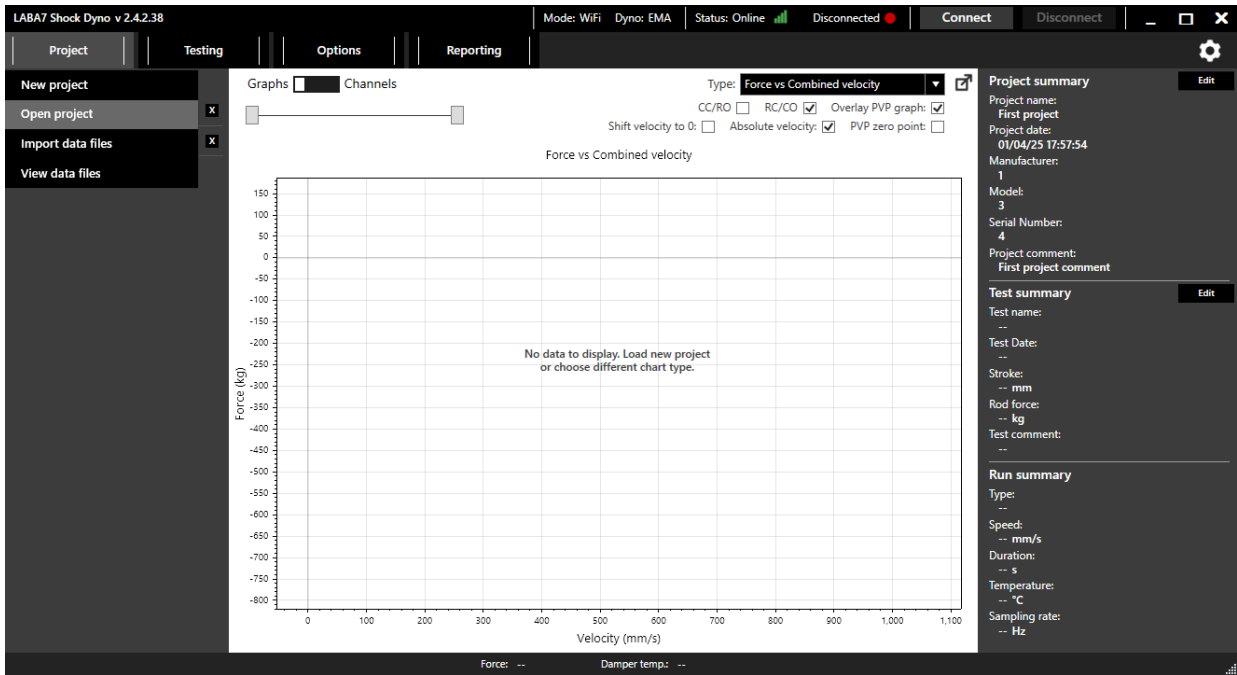 LABA7 Shock Dyno v 2.4.2.38
Mode: WiFi Dyno: EMA
Status: Online
Disconnected
Connect
Disconnect
Project
Testing
Options
Reporting
New project
Open project
X
Import data files
X
View data files
Graphs
Channels
Type: Force vs Combined velocity
CC/RO
RC/CO
Overlay PVP graph:
Shift velocity to 0:
Absolute velocity:
PVP zero point:
Force vs Combined velocity
Force (kg)
150
100
50
0
-50
-100
-150
-200
-250
-300
-350
-400
-450
-500
-550
-600
-650
-700
-750
-800
No data to display. Load new project
or choose different chart type.
0 100 200 300 400 500 600 700 800 900 1,000 1,100
Velocity (mm/s)
Project summary
Edit
Project name:
First project
Project date:
01/04/25 17:57:54
Manufacturer:
1
Model:
3
Serial Number:
4
Project comment:
First project comment
Test summary
Edit
Test name:
--
Test Date:
--
Stroke:
-- mm
Rod force:
-- kg
Test comment:
--
Run summary
Type:
--
Speed:
-- mm/s
Duration:
-- s
Temperature:
-- °C
Sampling rate:
-- Hz
Force: --
Damper temp.: --